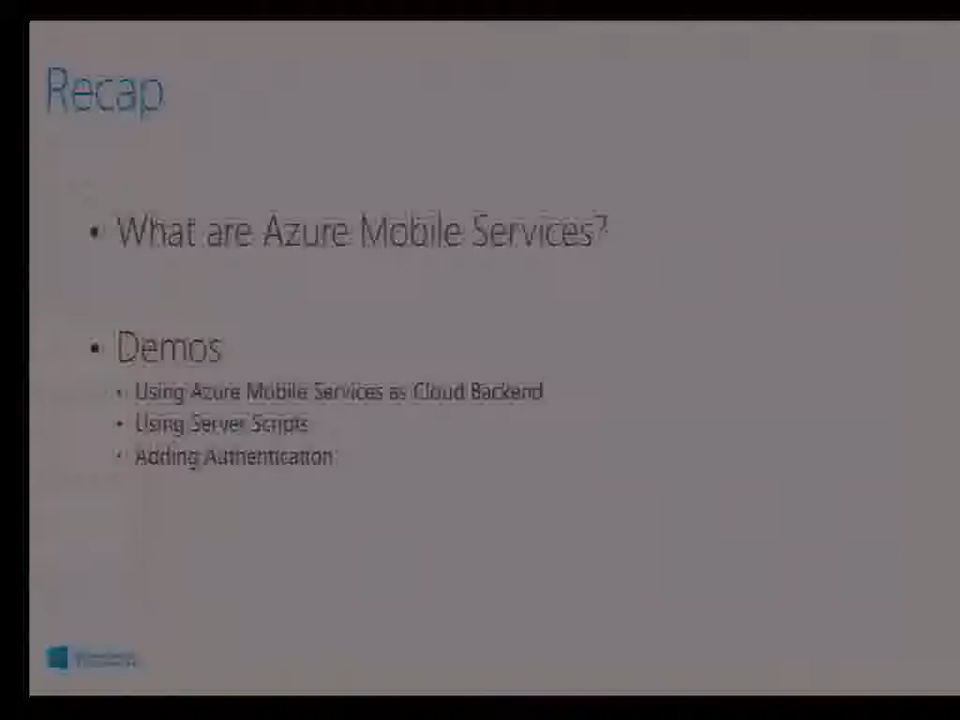 Recap
• What are Azure Mobile Services?
• Demos
• Using Azure Mobile Services as Cloud Backend
• Using Server Scripts
• Adding Authentication
Windows